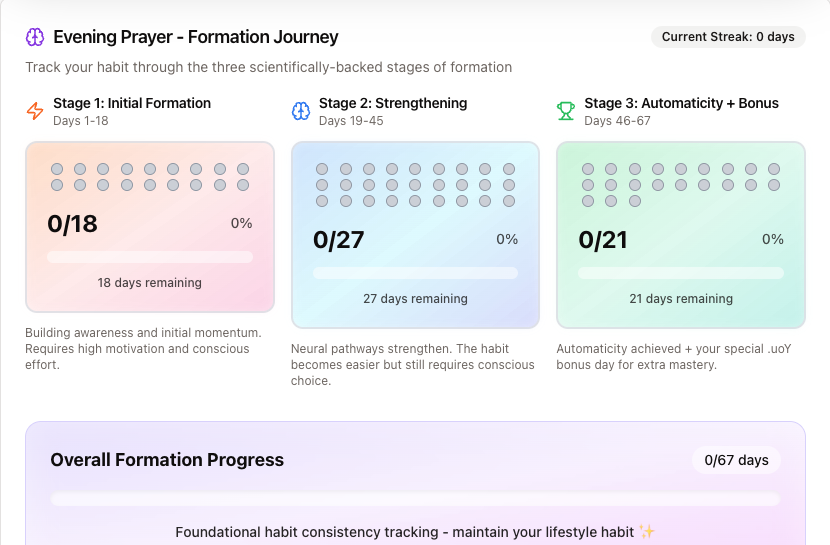 Evening Prayer - Formation Journey
Current Streak: 0 days
Track your habit through the three scientifically-backed stages of formation
Stage 1: Initial Formation
Days 1-18
0/18
0%
18 days remaining
Building awareness and initial momentum.
Requires high motivation and conscious
effort.
Stage 2: Strengthening
Days 19-45
0/27
0%
27 days remaining
Neural pathways strengthen. The habit
becomes easier but still requires conscious
choice.
Stage 3: Automaticity + Bonus
Days 46-67
0/21
0%
21 days remaining
Automaticity achieved + your special .uoY
bonus day for extra mastery.
Overall Formation Progress
0/67 days
Foundational habit consistency tracking - maintain your lifestyle habit ✨